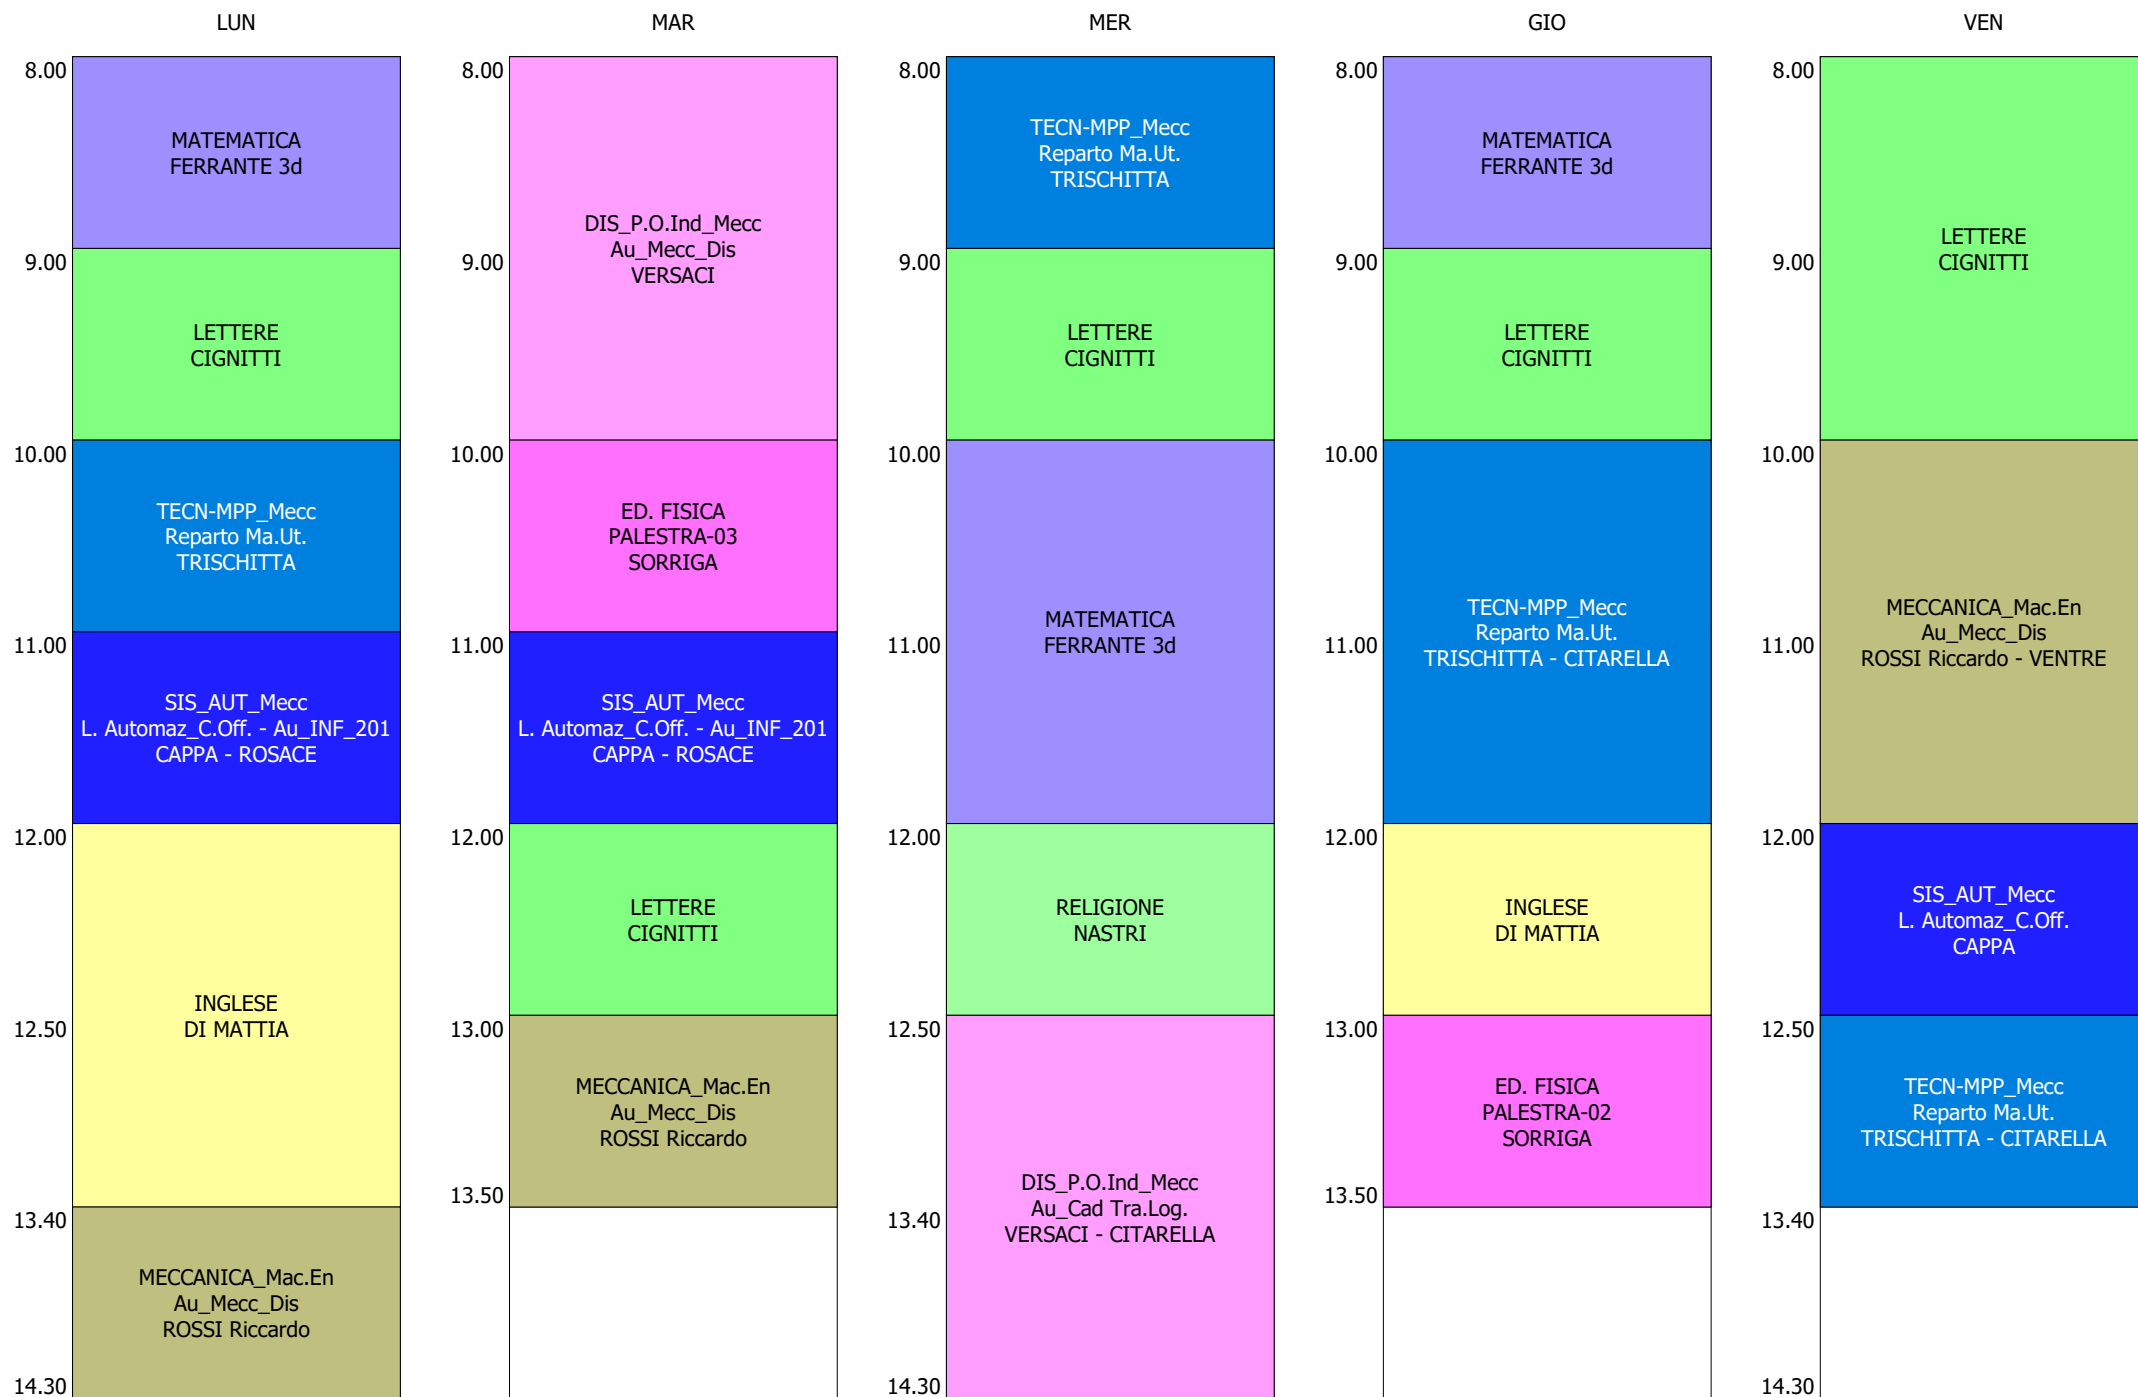 LUN
8.00
MATEMATICA
FERRANTE 3d
9.00
LETTERE
CIGNITTI
10.00
TECN-MPP_Mecc
Reparto Ma.Ut.
TRISCHITTA
11.00
SIS_AUT_Mecc
L. Automaz_C.Off. - Au_INF_201
CAPPA - ROSACE
12.00
INGLESE
DI MATTIA
12.50
13.40
MECCANICA_Mac.En
Au_Mecc_Dis
ROSSI Riccardo
14.30
MAR
8.00
DIS_P.O.Ind_Mecc
Au_Mecc_Dis
VERSACI
9.00
10.00
ED. FISICA
PALESTRA-03
SORRIGA
11.00
SIS_AUT_Mecc
L. Automaz_C.Off. - Au_INF_201
CAPPA - ROSACE
12.00
LETTERE
CIGNITTI
13.00
MECCANICA_Mac.En
Au_Mecc_Dis
ROSSI Riccardo
13.50
MER
8.00
TECN-MPP_Mecc
Reparto Ma.Ut.
TRISCHITTA
9.00
LETTERE
CIGNITTI
10.00
MATEMATICA
FERRANTE 3d
11.00
12.00
RELIGIONE
NASTRI
12.50
DIS_P.O.Ind_Mecc
Au_Cad Tra.Log.
VERSACI - CITARELLA
13.40
14.30
GIO
8.00
MATEMATICA
FERRANTE 3d
9.00
LETTERE
CIGNITTI
10.00
TECN-MPP_Mecc
Reparto Ma.Ut.
TRISCHITTA - CITARELLA
11.00
12.00
INGLESE
DI MATTIA
13.00
ED. FISICA
PALESTRA-02
SORRIGA
13.50
VEN
8.00
LETTERE
CIGNITTI
9.00
10.00
MECCANICA_Mac.En
Au_Mecc_Dis
ROSSI Riccardo - VENTRE
11.00
12.00
SIS_AUT_Mecc
L. Automaz_C.Off.
CAPPA
12.50
TECN-MPP_Mecc
Reparto Ma.Ut.
TRISCHITTA - CITARELLA
13.40
14.30